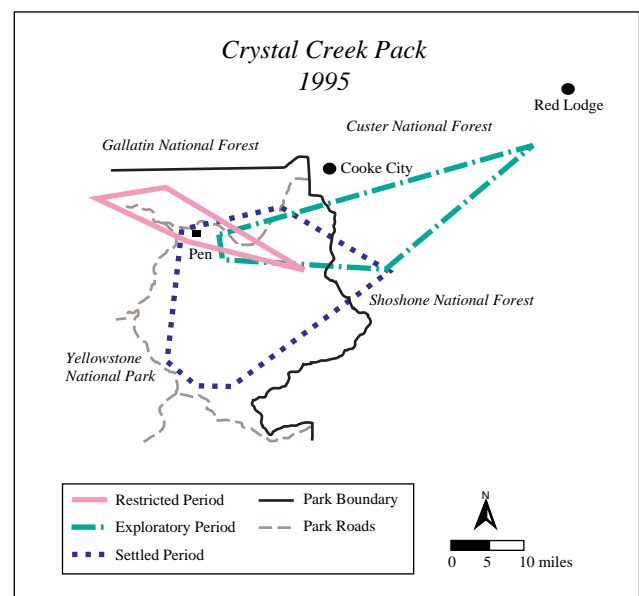 Crystal Creek Pack
1995
Red Lodge
Custer National Forest
Gallatin National Forest
Cooke City
Pen
Shoshone National Forest
Yellowstone
National Park
Restricted Period
Park Boundary
Exploratory Period
Park Roads
Settled Period
N
0 5 10 miles